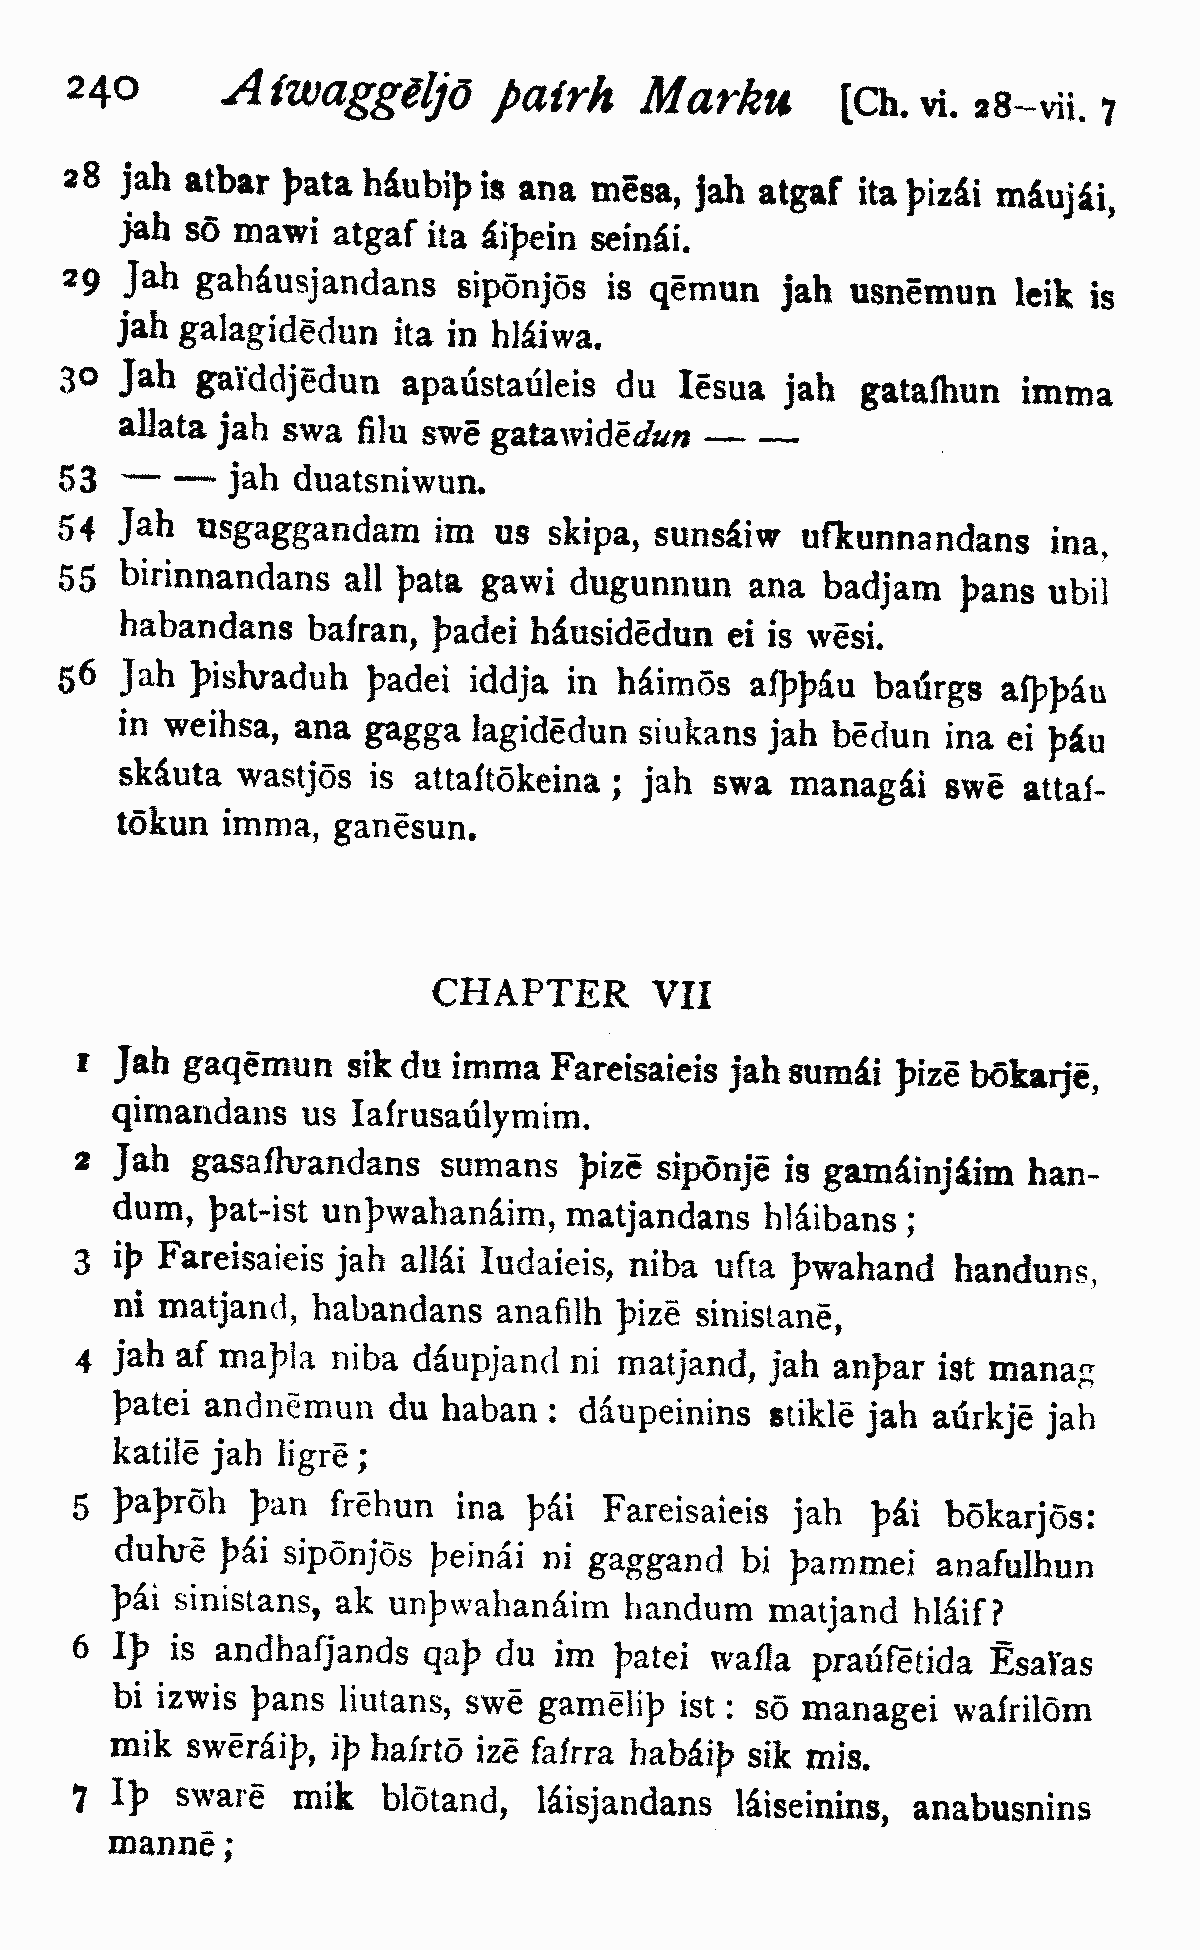 240 Aíwaggēljō þaírh Marku [Ch. vi. 28–vii. 7
28 jah atbar þata háubiþ is ana mēsa, jah atgaf ita þizái máujái,
jah sō mawi atgaf ita áiþein seinái.
29 Jah gaháusjandans sipōnjōs is qēmun jah usnēmun leik is
jah galagidēdun ita in hláiwa.
30 Jah gaïddjēdun apaústaúleis du Iēsua jah gataíhun imma
allata jah swa filu swē gatawidēdun — —
53 — — jah duatsniwun.
54 Jah usgaggandam im us skipa, sunsáiw ufkunnandans ina,
55 birinnandans all þata gawi dugunnun ana badjam þans ubil
habandans baíran, þadei háusidēdun ei is wēsi.
56 Jah þisƕaduh þadei iddja in háimōs aíþþáu baúrgs aíþþáu
in weihsa, ana gagga lagidēdun siukans jah bēdun ina ei þáu
skáuta wastjōs is attaítōkeina ; jah swa managái swē attaí-
tōkun imma, ganēsun.
CHAPTER VII
1 Jah gaqēmun sik du imma Fareisaieis jah sumái þizē bōkarjē,
qimandans us Iaírusaúlymim.
2 Jah gasaíƕandans sumans þizē sipōnjē is gamáinjáim han-
dum, þat-ist unþwahanáim, matjandans hláibans ;
3 iþ Fareisaieis jah allái Iudaieis, niba ufta þwahand handuns,
ni matjand, habandans anafilh þizē sinistanē,
4 jah af maþla niba dáupjand ni matjand, jah anþar ist manag
þatei andnēmun du haban : dáupeinins stiklē jah aúrkjē jah
katilē jah ligrē ;
5 þaþrōh þan frēhun ina þái Fareisaieis jah þái bōkarjōs:
duƕē þái sipōnjōs þeinái ni gaggand bi þammei anafulhun
þái sinistans, ak unþwahanáim handum matjand hláif?
6 Iþ is andhafjands qaþ du im þatei waíla praúfētida Ēsaïas
bi izwis þans liutans, swē gamēliþ ist : sō managei waírilōm
mik swēráiþ, iþ haírtō izē faírra habáiþ sik mis.
7 Iþ swarē mik blōtand, láisjandans láiseinins, anabusnins
mannē ;